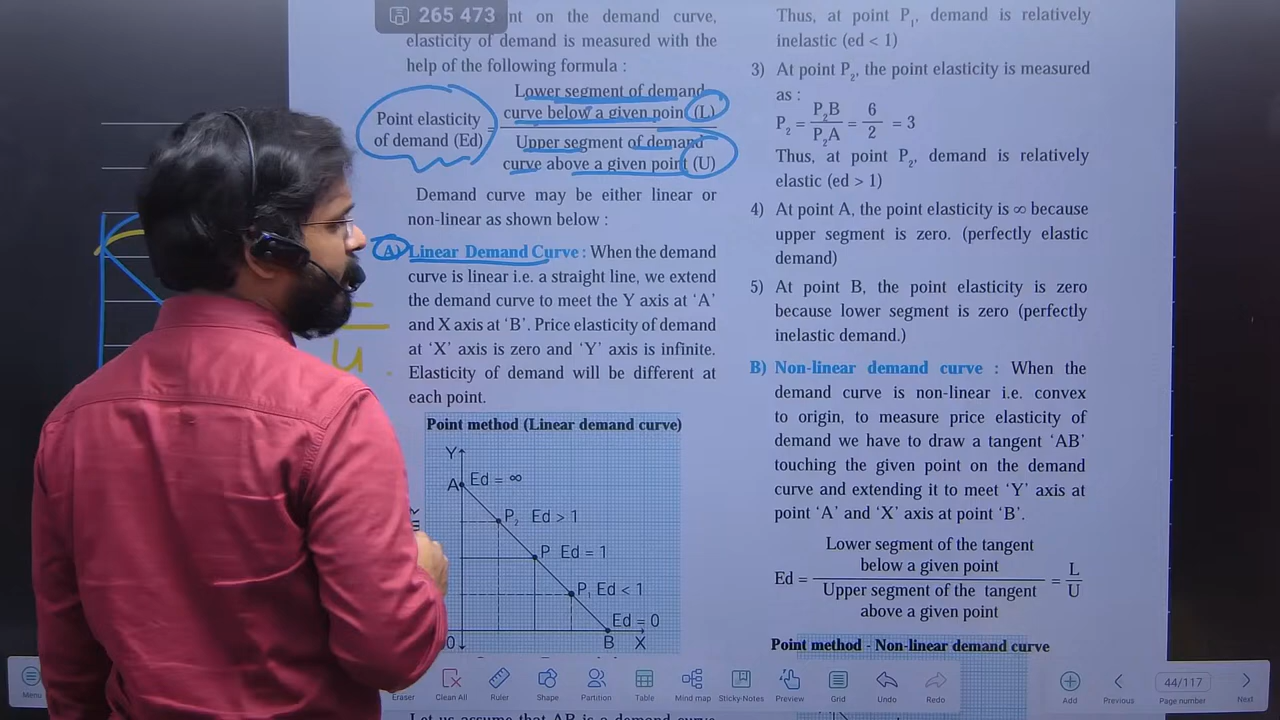 265 473
nt on the demand curve,
elasticity of demand is measured with the
help of the following formula :
Point elasticity
of demand (Ed)
=
Lower segment of demand
curve below a given point (L)
Upper segment of demand
curve above a given point (U)
Demand curve may be either linear or
non-linear as shown below :
A) Linear Demand Curve : When the demand
curve is linear i.e. a straight line, we extend
the demand curve to meet the Y axis at ‘A’
and X axis at ‘B’. Price elasticity of demand
at ‘X’ axis is zero and ‘Y’ axis is infinite.
Elasticity of demand will be different at
each point.
Point method (Linear demand curve)
Y
A Ed = ∞
P₂ Ed > 1
P Ed = 1
P₁ Ed < 1
Ed = 0
0 B X
u
Thus, at point P₁, demand is relatively
inelastic (ed < 1)
3) At point P₂, the point elasticity is measured
as :
P₂ = P₂B / P₂A = 6 / 2 = 3
Thus, at point P₂, demand is relatively
elastic (ed > 1)
4) At point A, the point elasticity is ∞ because
upper segment is zero. (perfectly elastic
demand)
5) At point B, the point elasticity is zero
because lower segment is zero (perfectly
inelastic demand.)
B) Non-linear demand curve : When the
demand curve is non-linear i.e. convex
to origin, to measure price elasticity of
demand we have to draw a tangent ‘AB’
touching the given point on the demand
curve and extending it to meet ‘Y’ axis at
point ‘A’ and ‘X’ axis at point ‘B’.
Lower segment of the tangent
below a given point
Ed = = L / U
Upper segment of the tangent
above a given point
Point method - Non-linear demand curve
Menu Eraser Clean All Ruler Shape Partition Table Mind map Sticky-Notes Preview Grid Undo Redo Add Previous 44/117 Page number Next
Let us assume that AB is a demand curve